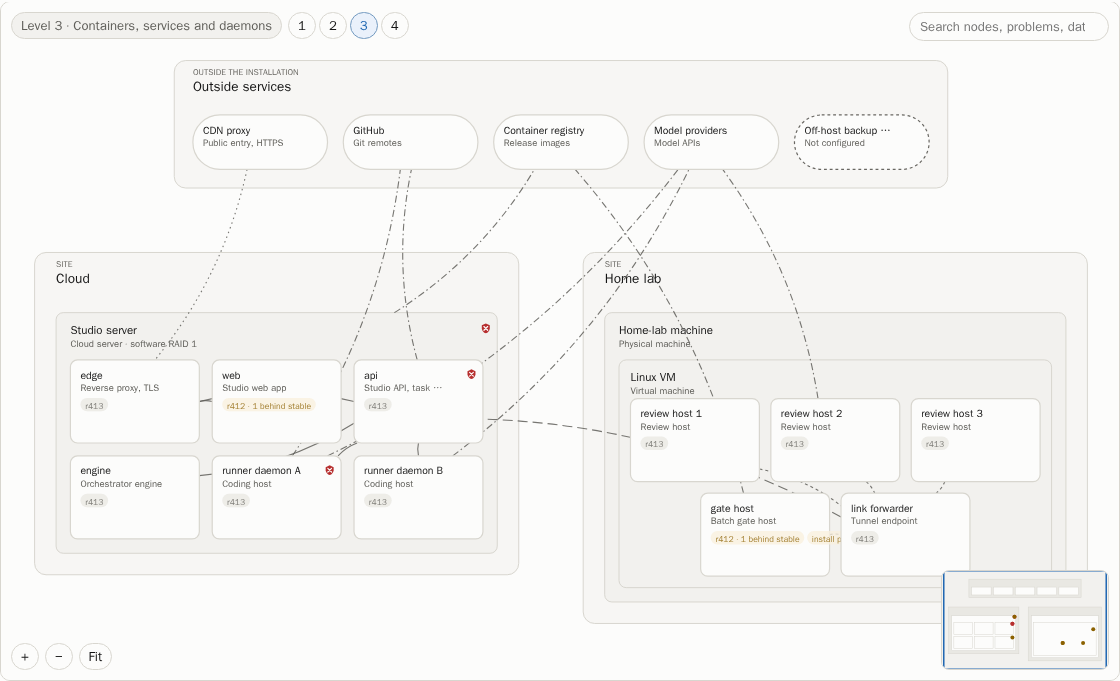 Level 3 · Containers, services and daemons
1
2
3
4
Search nodes, problems, dat
OUTSIDE THE INSTALLATION
Outside services
CDN proxy
Public entry, HTTPS
GitHub
Git remotes
Container registry
Release images
Model providers
Model APIs
Off-host backup ···
Not configured
SITE
Cloud
Studio server
Cloud server · software RAID 1
edge
Reverse proxy, TLS
r413
web
Studio web app
r412 · 1 behind stable
api
Studio API, task ···
r413
engine
Orchestrator engine
r413
runner daemon A
Coding host
r413
runner daemon B
Coding host
r413
SITE
Home lab
Home-lab machine
Physical machine
Linux VM
Virtual machine
review host 1
Review host
r413
review host 2
Review host
r413
review host 3
Review host
r413
gate host
Batch gate host
r412 · 1 behind stable
install p
link forwarder
Tunnel endpoint
r413
+
−
Fit